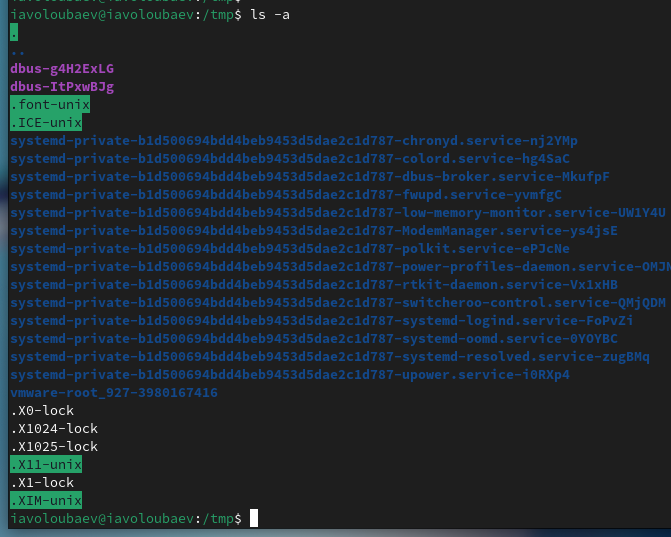 iavoloubaev@iavoloubaev:/tmp$ ls -a
.
..
dbus-g4H2ExLG
dbus-ItPxwBJg
.font-unix
.ICE-unix
systemd-private-b1d500694bdd4beb9453d5dae2c1d787-chronyd.service-nj2YMp
systemd-private-b1d500694bdd4beb9453d5dae2c1d787-colord.service-hg4SaC
systemd-private-b1d500694bdd4beb9453d5dae2c1d787-dbus-broker.service-MkufpF
systemd-private-b1d500694bdd4beb9453d5dae2c1d787-fwupd.service-yvmfgC
systemd-private-b1d500694bdd4beb9453d5dae2c1d787-low-memory-monitor.service-UW1Y4U
systemd-private-b1d500694bdd4beb9453d5dae2c1d787-ModemManager.service-ys4jsE
systemd-private-b1d500694bdd4beb9453d5dae2c1d787-polkit.service-ePJcNe
systemd-private-b1d500694bdd4beb9453d5dae2c1d787-power-profiles-daemon.service-OMJN
systemd-private-b1d500694bdd4beb9453d5dae2c1d787-rtkit-daemon.service-Vx1xHB
systemd-private-b1d500694bdd4beb9453d5dae2c1d787-switcheroo-control.service-QMjQDM
systemd-private-b1d500694bdd4beb9453d5dae2c1d787-systemd-logind.service-FoPvZi
systemd-private-b1d500694bdd4beb9453d5dae2c1d787-systemd-oomd.service-0YOYBC
systemd-private-b1d500694bdd4beb9453d5dae2c1d787-systemd-resolved.service-zugBMq
systemd-private-b1d500694bdd4beb9453d5dae2c1d787-upower.service-i0RXp4
vmware-root_927-3980167416
.X0-lock
.X1024-lock
.X1025-lock
.X11-unix
.X1-lock
.XIM-unix
iavoloubaev@iavoloubaev:/tmp$